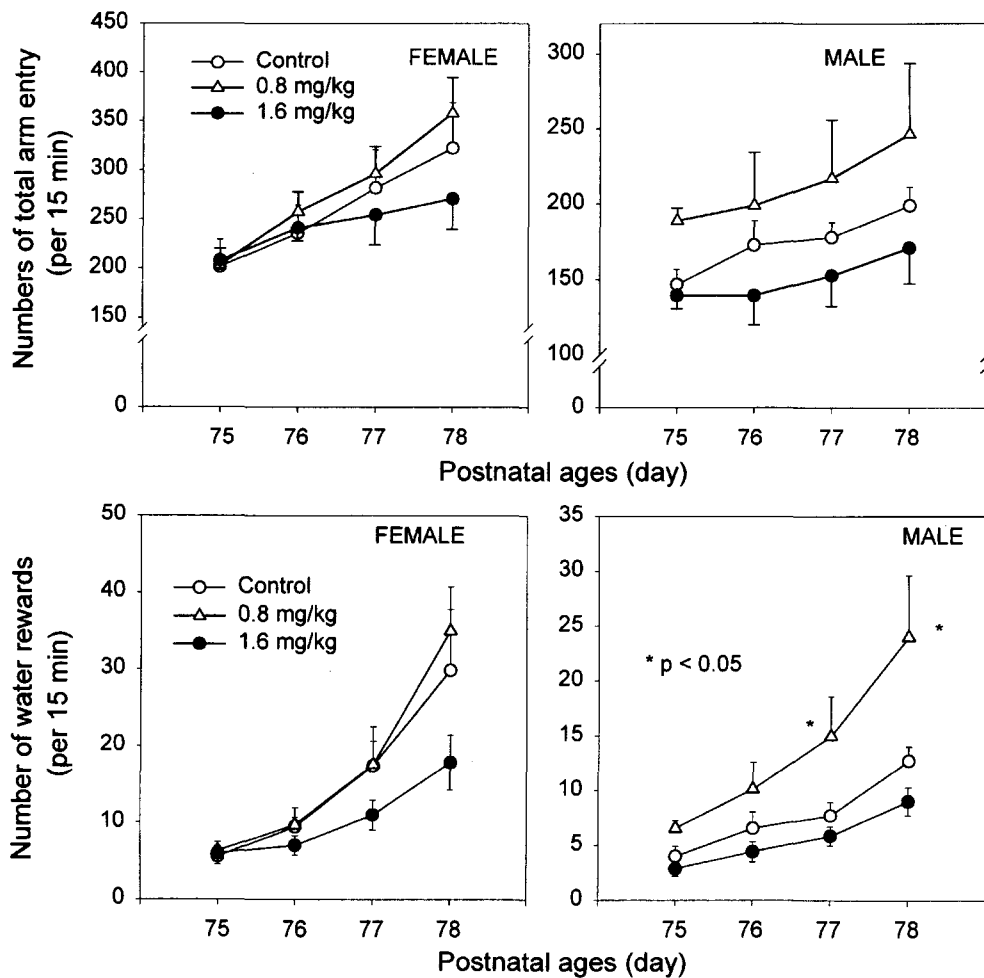 Numbers of total arm entry
(per 15 min)
450
400
350
300
250
200
150
0
Control
0.8 mg/kg
1.6 mg/kg
FEMALE
75 76 77 78
300
250
200
150
100
0
MALE
75 76 77 78
Postnatal ages (day)
Number of water rewards
(per 15 min)
50
40
30
20
10
0
FEMALE
Control
0.8 mg/kg
1.6 mg/kg
75 76 77 78
35
30
25
20
15
10
5
0
MALE
*
* p < 0.05
*
75 76 77 78
Postnatal ages (day)